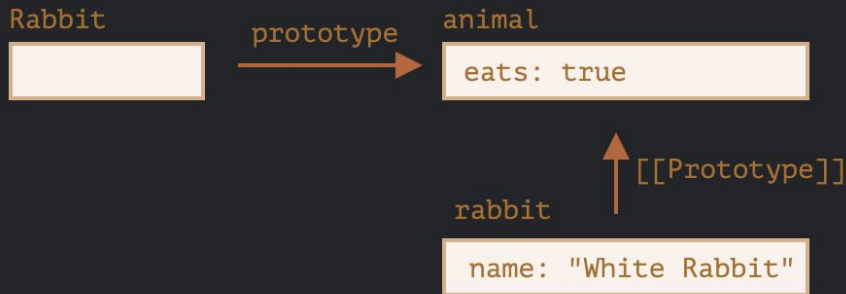 Rabbit
prototype
animal
eats: true
[[Prototype]]
rabbit
name: "White Rabbit"